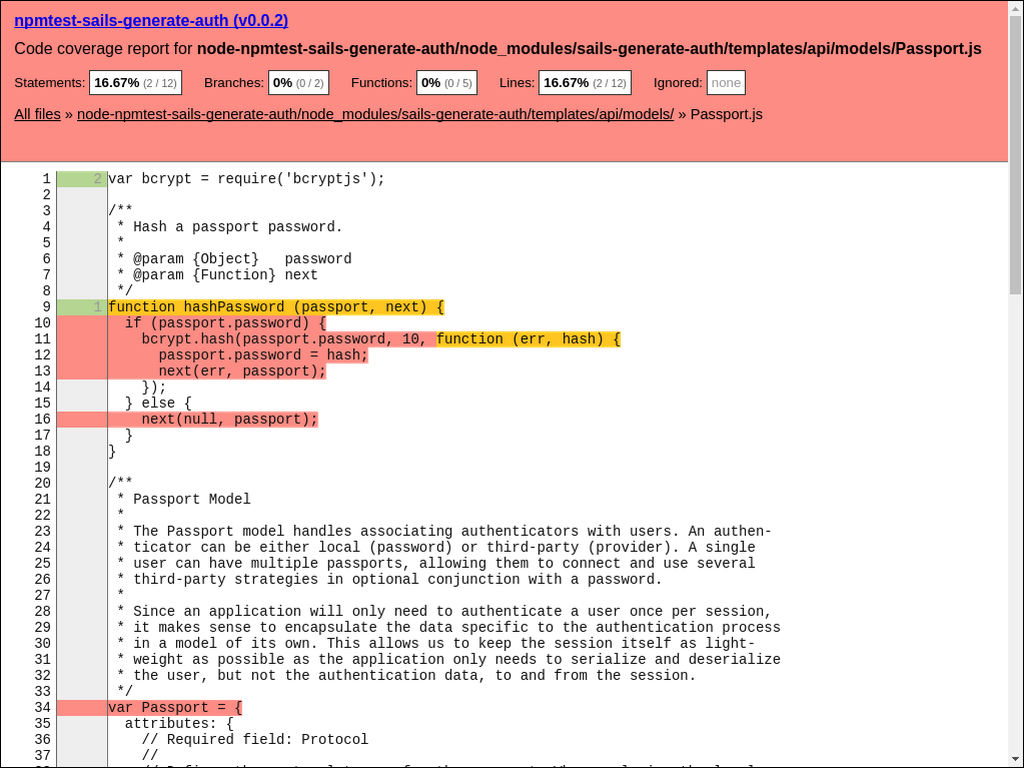 npmtest-sails-generate-auth (v0.0.2)
Code coverage report for node-npmtest-sails-generate-auth/node_modules/sails-generate-auth/templates/api/models/Passport.js
Statements: 16.67% (2 / 12) Branches: 0% (0 / 2) Functions: 0% (0 / 5) Lines: 16.67% (2 / 12) Ignored: none
All files » node-npmtest-sails-generate-auth/node_modules/sails-generate-auth/templates/api/models/ » Passport.js
1 2 var bcrypt = require('bcryptjs');
2
3 /**
4 * Hash a passport password.
5 *
6 * @param {Object}   password
7 * @param {Function} next
8 */
9 1 function hashPassword (passport, next) {
10 if (passport.password) {
11 bcrypt.hash(passport.password, 10, function (err, hash) {
12 passport.password = hash;
13 next(err, passport);
14 });
15 } else {
16 next(null, passport);
17 }
18 }
19
20 /**
21 * Passport Model
22 *
23 * The Passport model handles associating authenticators with users. An authen-
24 * ticator can be either local (password) or third-party (provider). A single
25 * user can have multiple passports, allowing them to connect and use several
26 * third-party strategies in optional conjunction with a password.
27 *
28 * Since an application will only need to authenticate a user once per session,
29 * it makes sense to encapsulate the data specific to the authentication process
30 * in a model of its own. This allows us to keep the session itself as light-
31 * weight as possible as the application only needs to serialize and deserialize
32 * the user, but not the authentication data, to and from the session.
33 */
34 var Passport = {
35 attributes: {
36 // Required field: Protocol
37 //